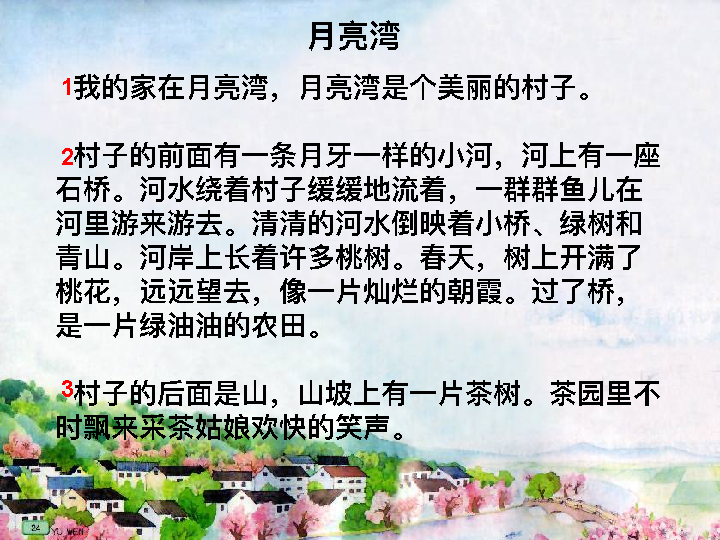 月亮湾
1我的家在月亮湾，月亮湾是个美丽的村子。
2村子的前面有一条月牙一样的小河，河上有一座
石桥。河水绕着村子缓缓地流着，一群群鱼儿在
河里游来游去。清清的河水倒映着小桥、绿树和
青山。河岸上长着许多桃树。春天，树上开满了
桃花，远远望去，像一片灿烂的朝霞。过了桥，
是一片绿油油的农田。
3村子的后面是山，山坡上有一片茶树。茶园里不
时飘来采茶姑娘欢快的笑声。
24
YU WEN